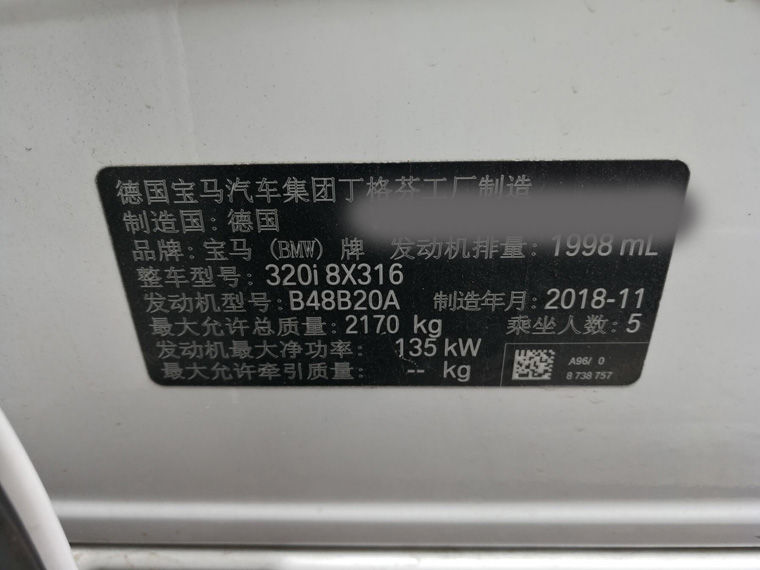 德国宝马汽车集团丁格芬工厂制造
制造国：德国
品牌：宝马（BMW）牌 发动机排量：1998 mL
整车型号：320i 8X316
发动机型号：B48B20A 制造年月：2018-11
最大允许总质量：2170 kg 乘坐人数：5
发动机最大净功率： 135 kW
最大允许牵引质量： -- kg
A96/ 0
8 738 757